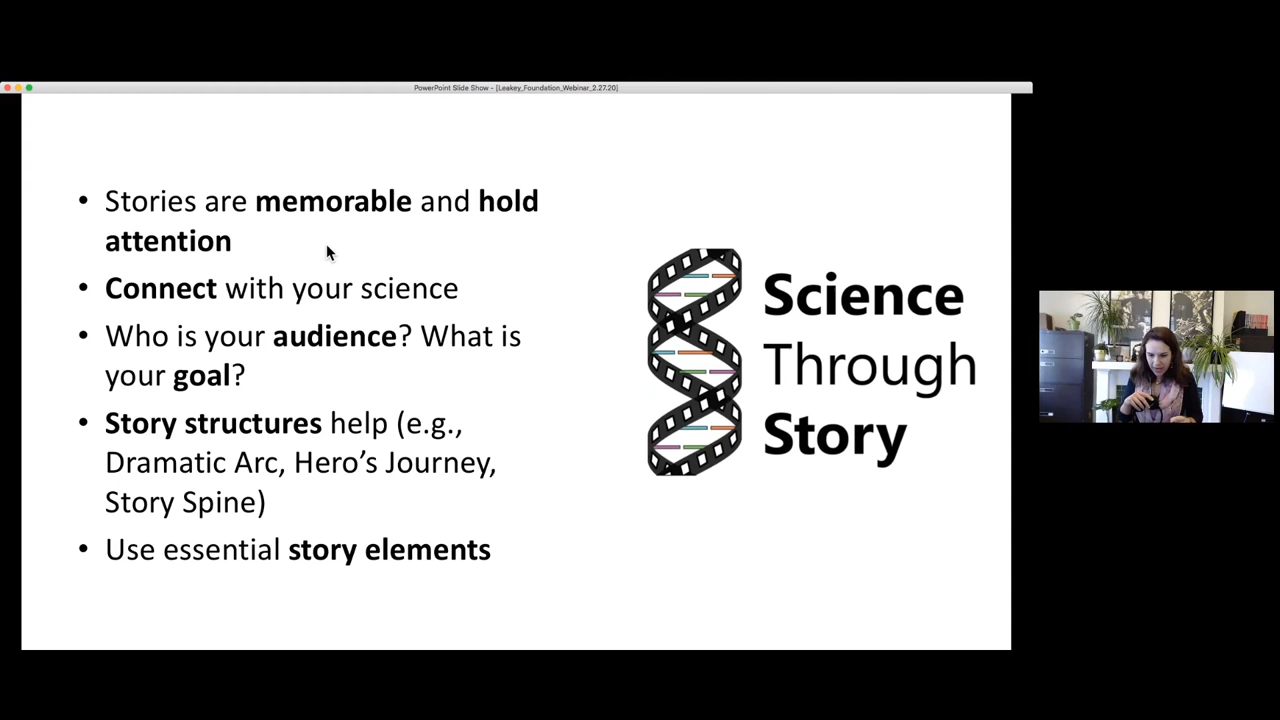 PowerPoint Slide Show - [Leakey_Foundation_Webinar_2.27.20]
• Stories are memorable and hold
attention
• Connect with your science
• Who is your audience? What is
your goal?
• Story structures help (e.g.,
Dramatic Arc, Hero’s Journey,
Story Spine)
• Use essential story elements
Science
Through
Story